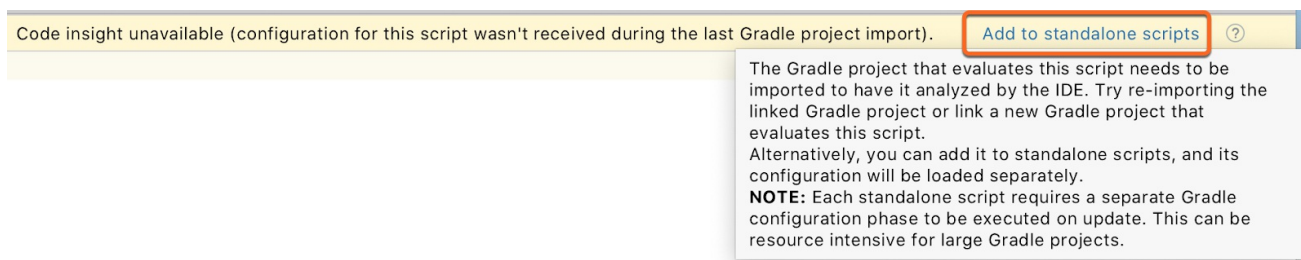 Code insight unavailable (configuration for this script wasn't received during the last Gradle project import). Add to standalone scripts ?
The Gradle project that evaluates this script needs to be
imported to have it analyzed by the IDE. Try re-importing the
linked Gradle project or link a new Gradle project that
evaluates this script.
Alternatively, you can add it to standalone scripts, and its
configuration will be loaded separately.
NOTE: Each standalone script requires a separate Gradle
configuration phase to be executed on update. This can be
resource intensive for large Gradle projects.